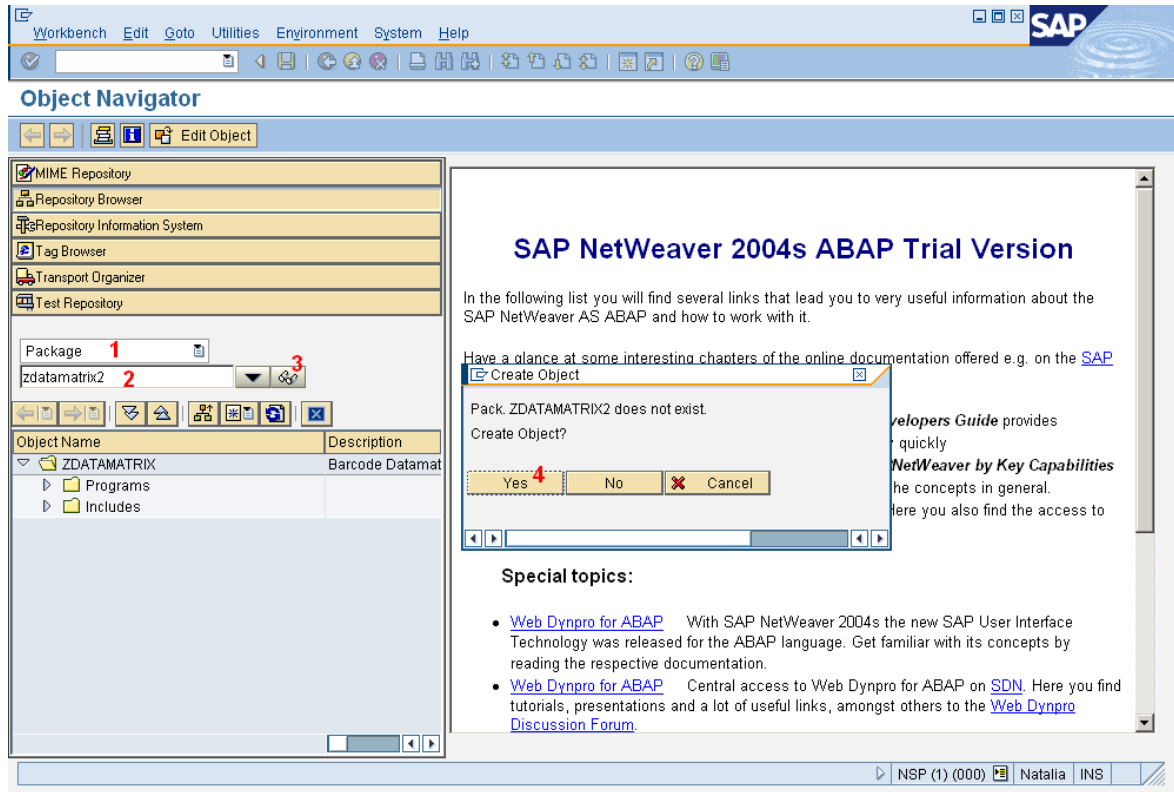 Workbench Edit Goto Utilities Environment System Help
SAP
Object Navigator
Edit Object
MIME Repository
Repository Browser
Repository Information System
Tag Browser
Transport Organizer
Test Repository
Package 1
zdatamatrix2 2
3
Object Name Description
ZDATAMATRIX Barcode Datamat
Programs
Includes
SAP NetWeaver 2004s ABAP Trial Version
In the following list you will find several links that lead you to very useful information about the
SAP NetWeaver AS ABAP and how to work with it.
Have a glance at some interesting chapters of the online documentation offered e.g. on the SAP
Create Object
Pack. ZDATAMATRIX2 does not exist.
Create Object?
Yes 4 No Cancel
velopers Guide provides
quickly
NetWeaver by Key Capabilities
he concepts in general.
ere you also find the access to
Special topics:
• Web Dynpro for ABAP With SAP NetWeaver 2004s the new SAP User Interface
Technology was released for the ABAP language. Get familiar with its concepts by
reading the respective documentation.
• Web Dynpro for ABAP Central access to Web Dynpro for ABAP on SDN. Here you find
tutorials, presentations and a lot of useful links, amongst others to the Web Dynpro
Discussion Forum.
NSP (1) (000) Natalia INS